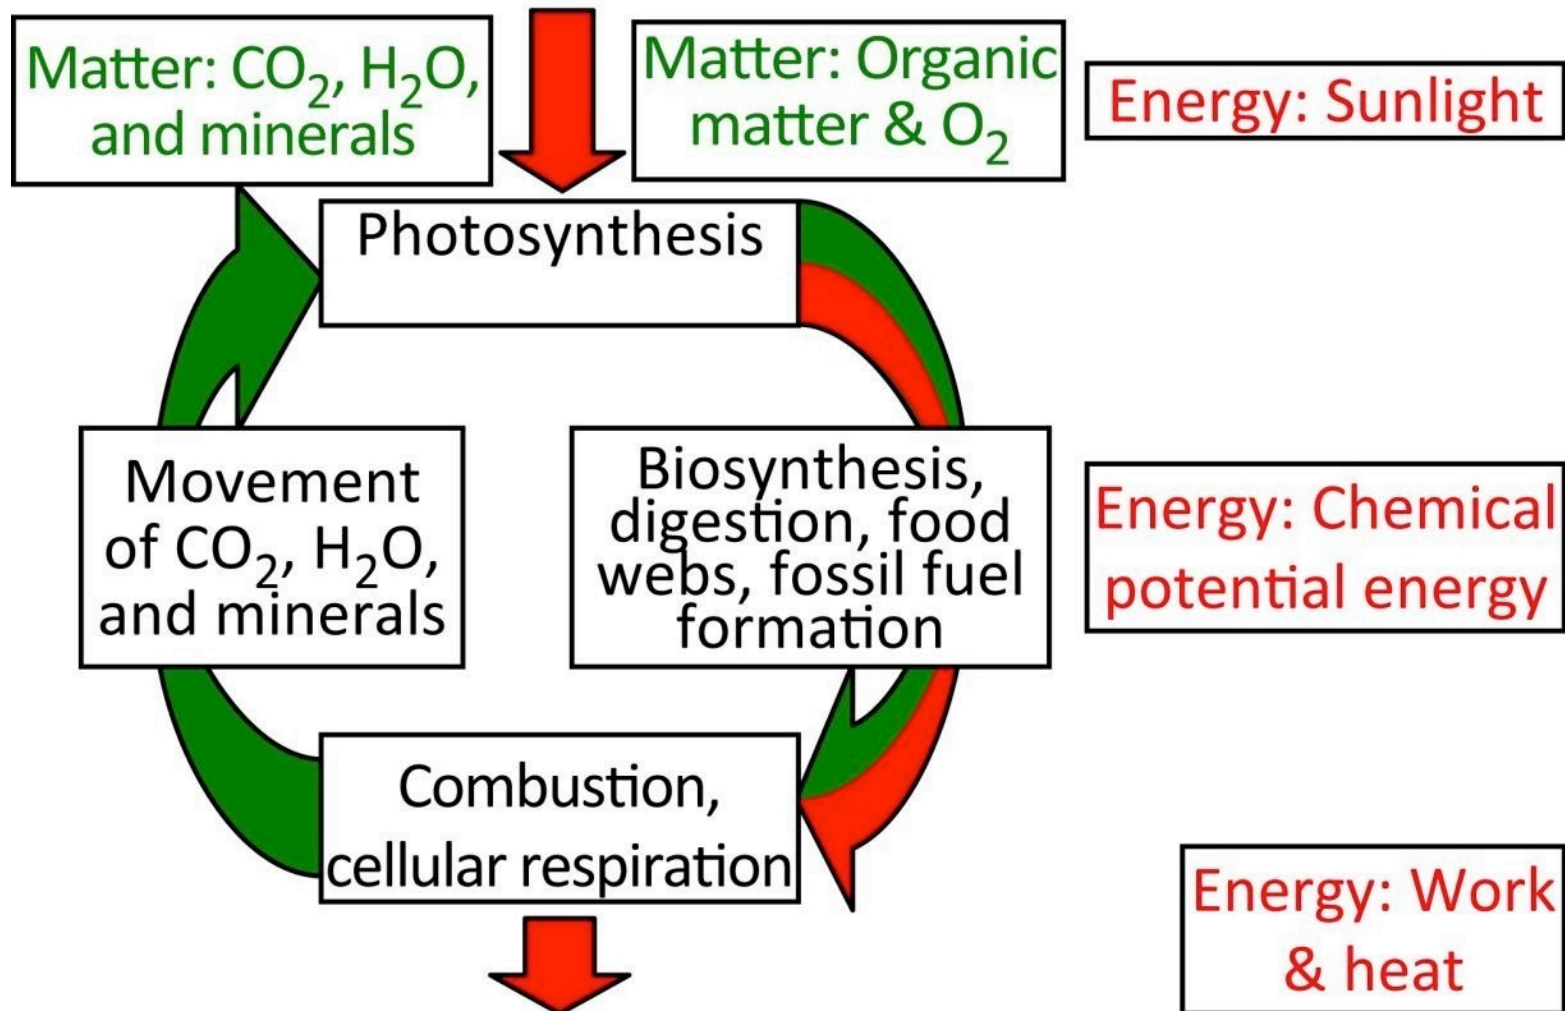 Matter: CO₂, H₂O,
and minerals
Matter: Organic
matter & O₂
Energy: Sunlight
Photosynthesis
Movement
of CO₂, H₂O,
and minerals
Biosynthesis,
digestion, food
webs, fossil fuel
formation
Energy: Chemical
potential energy
Combustion,
cellular respiration
Energy: Work
& heat